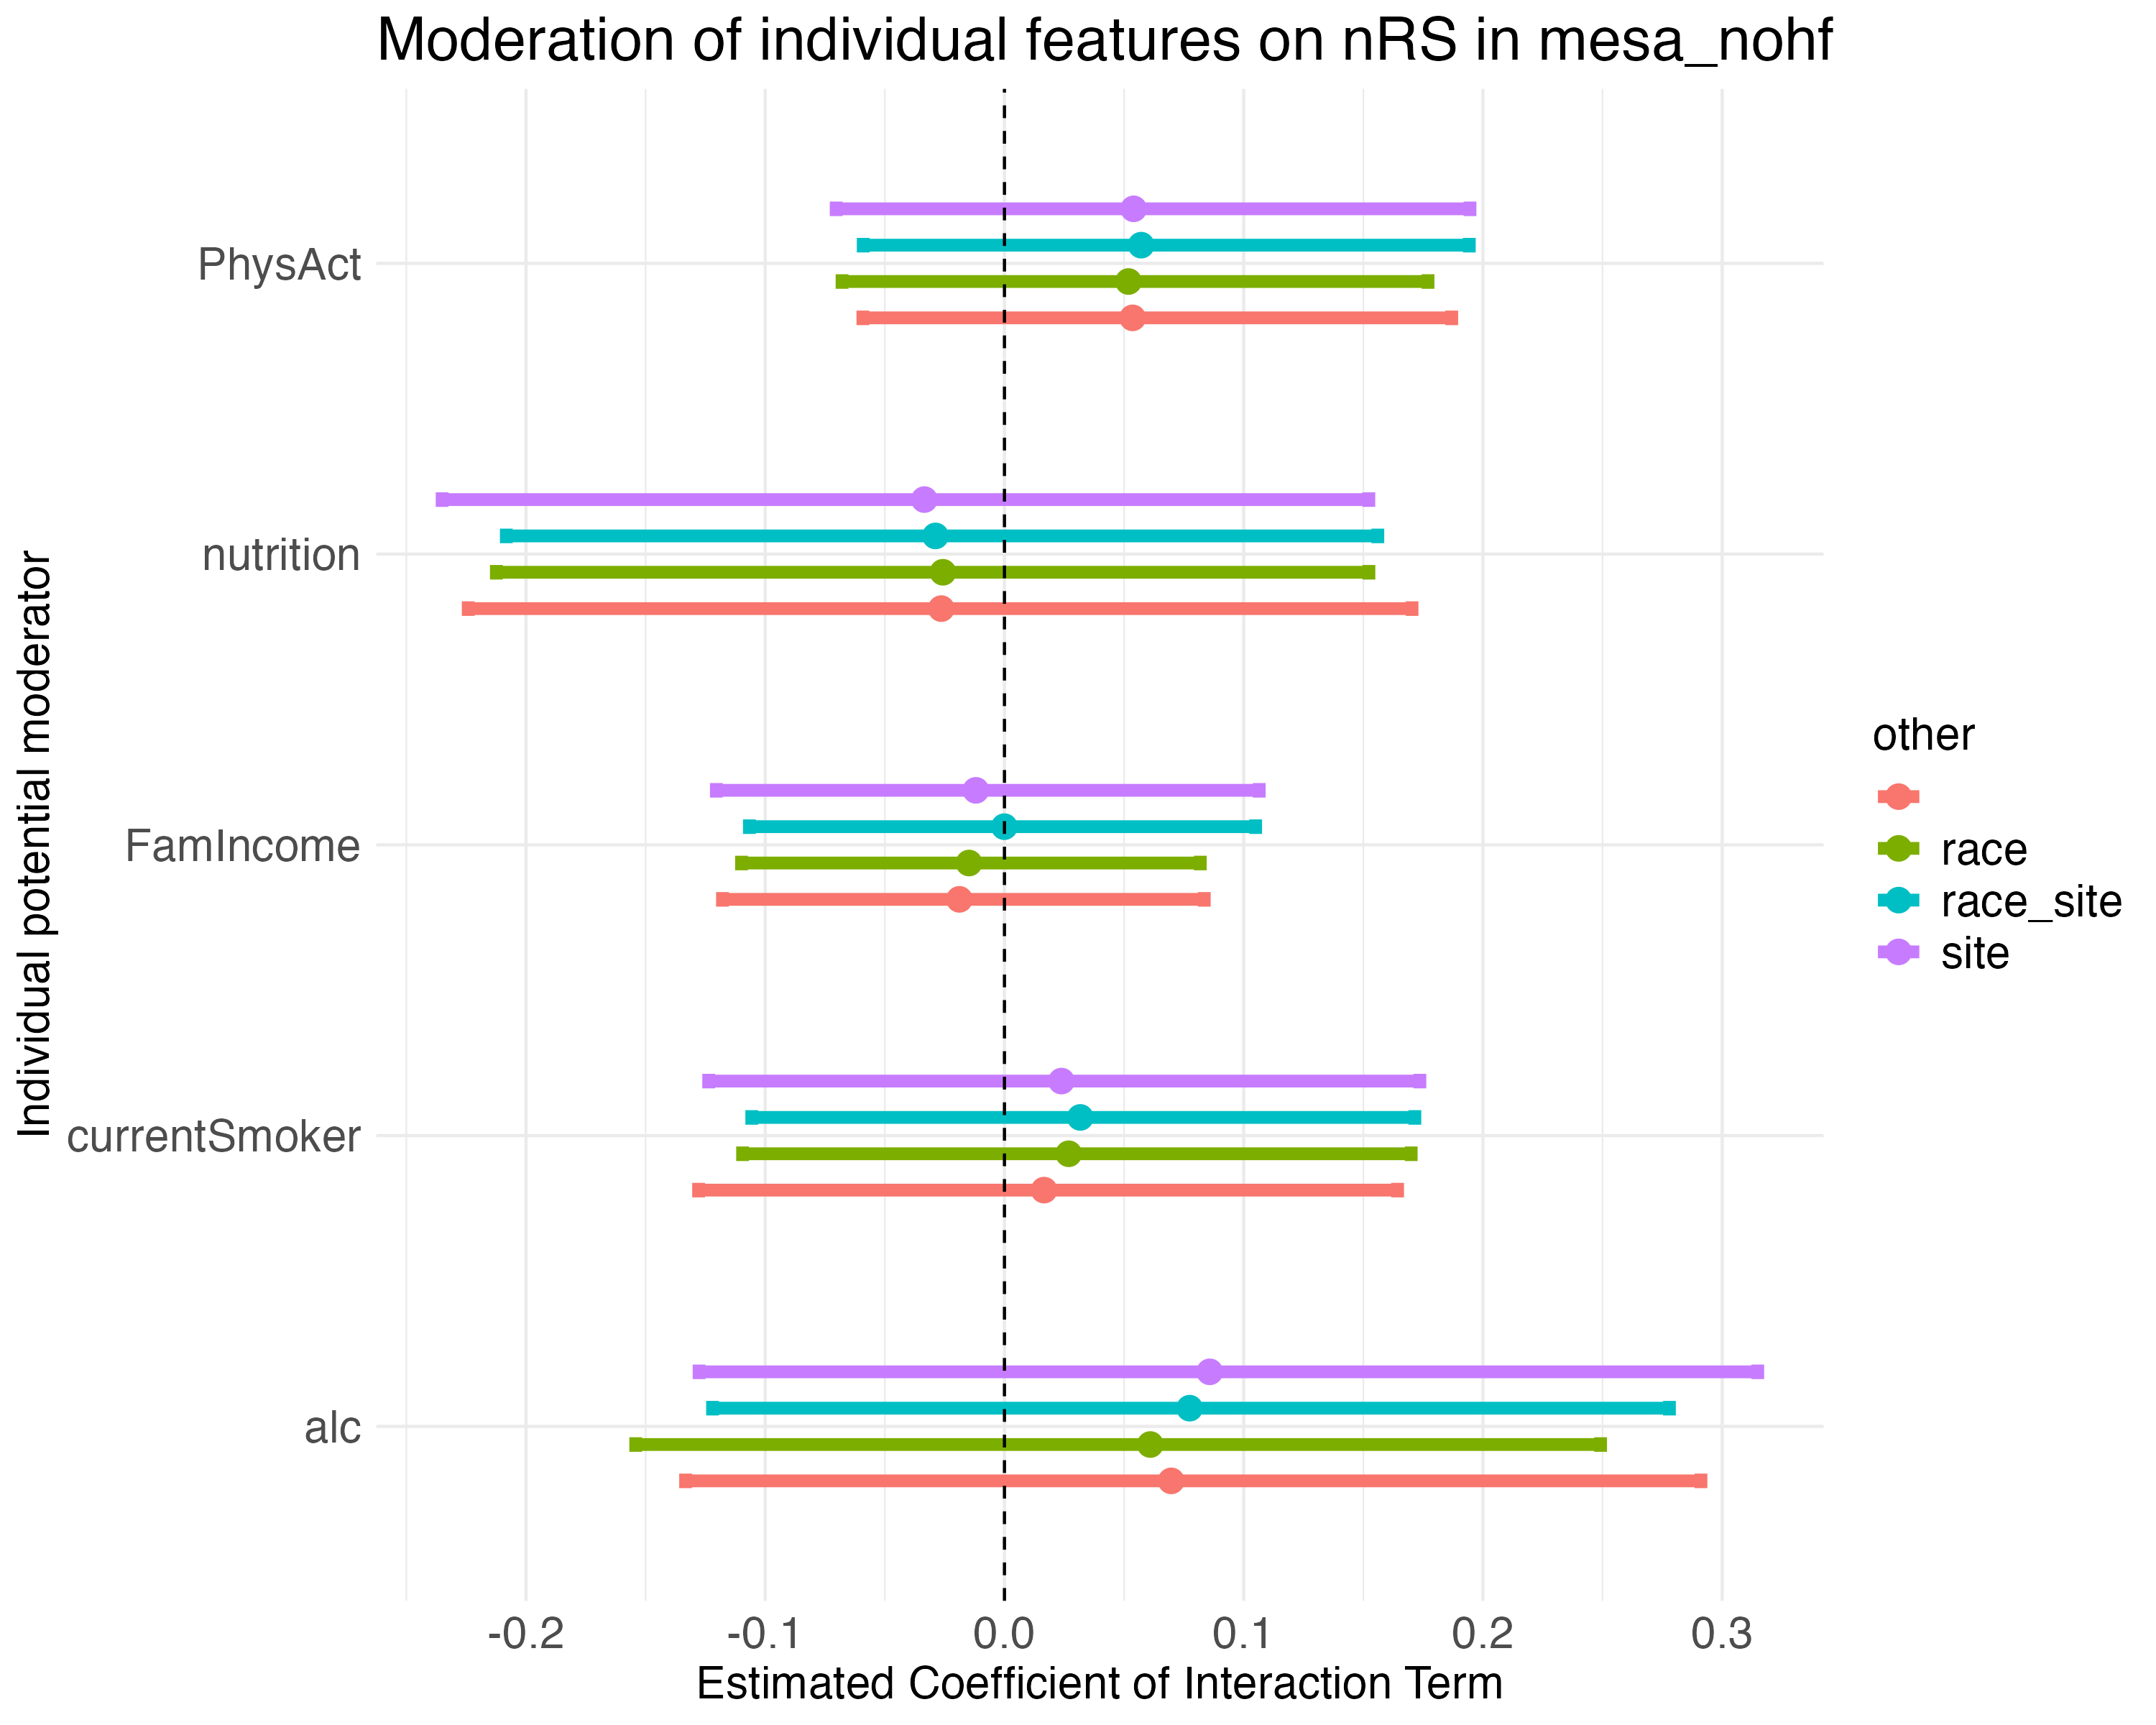 Moderation of individual features on nRS in mesa_nohf
Individual potential moderator
PhysAct
nutrition
FamIncome
currentSmoker
alc
-0.2
-0.1
0.0
0.1
0.2
0.3
Estimated Coefficient of Interaction Term
other
race
race_site
site